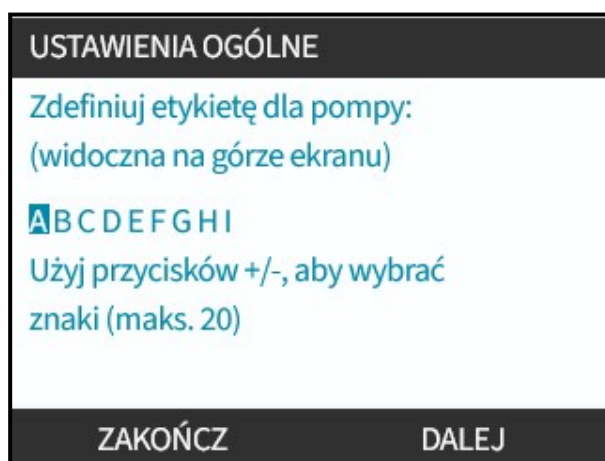 USTAWIENIA OGÓLNE
Zdefiniuj etykietę dla pompy:
(widoczna na górze ekranu)
A B C D E F G H I
Użyj przycisków +/-, aby wybrać
znaki (maks. 20)
ZAKOŃCZ DALEJ